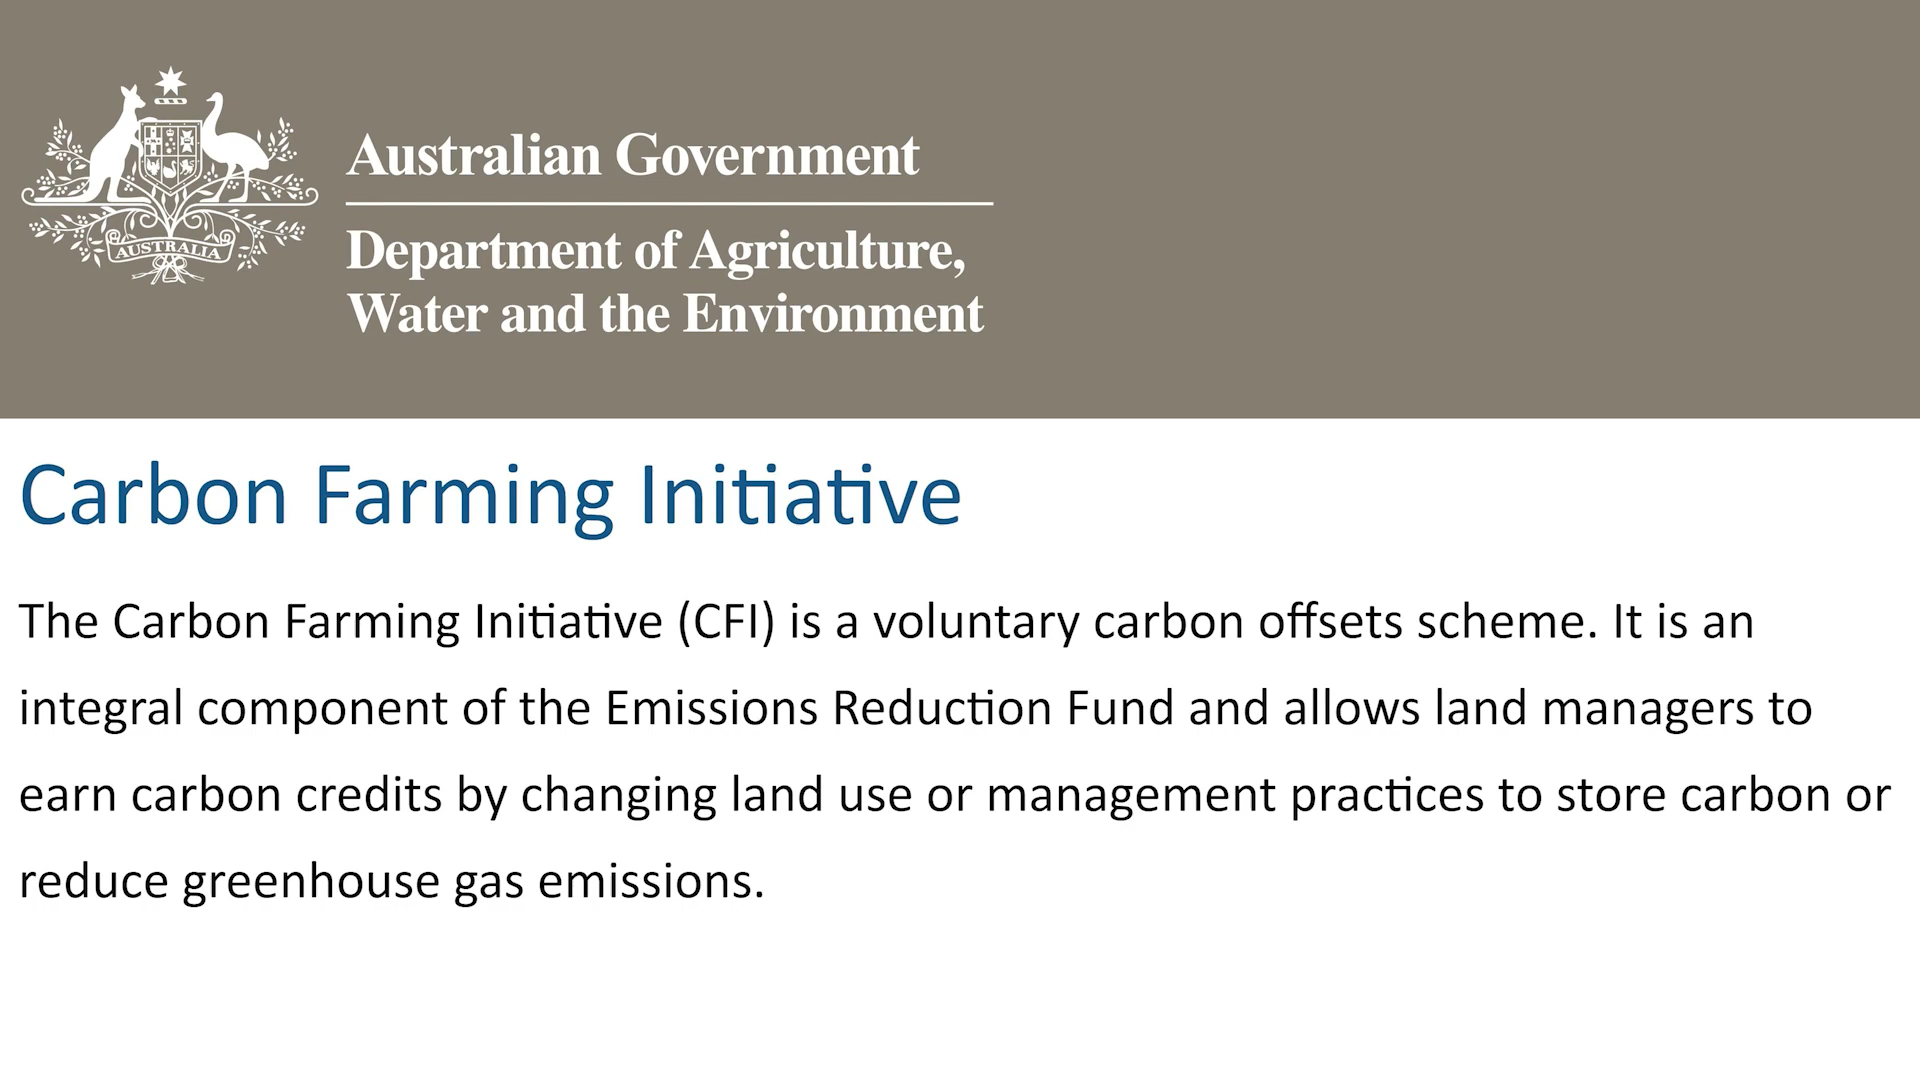 AUSTRALIA
Australian Government
Department of Agriculture,
Water and the Environment
Carbon Farming Initiative
The Carbon Farming Initiative (CFI) is a voluntary carbon offsets scheme. It is an
integral component of the Emissions Reduction Fund and allows land managers to
earn carbon credits by changing land use or management practices to store carbon or
reduce greenhouse gas emissions.